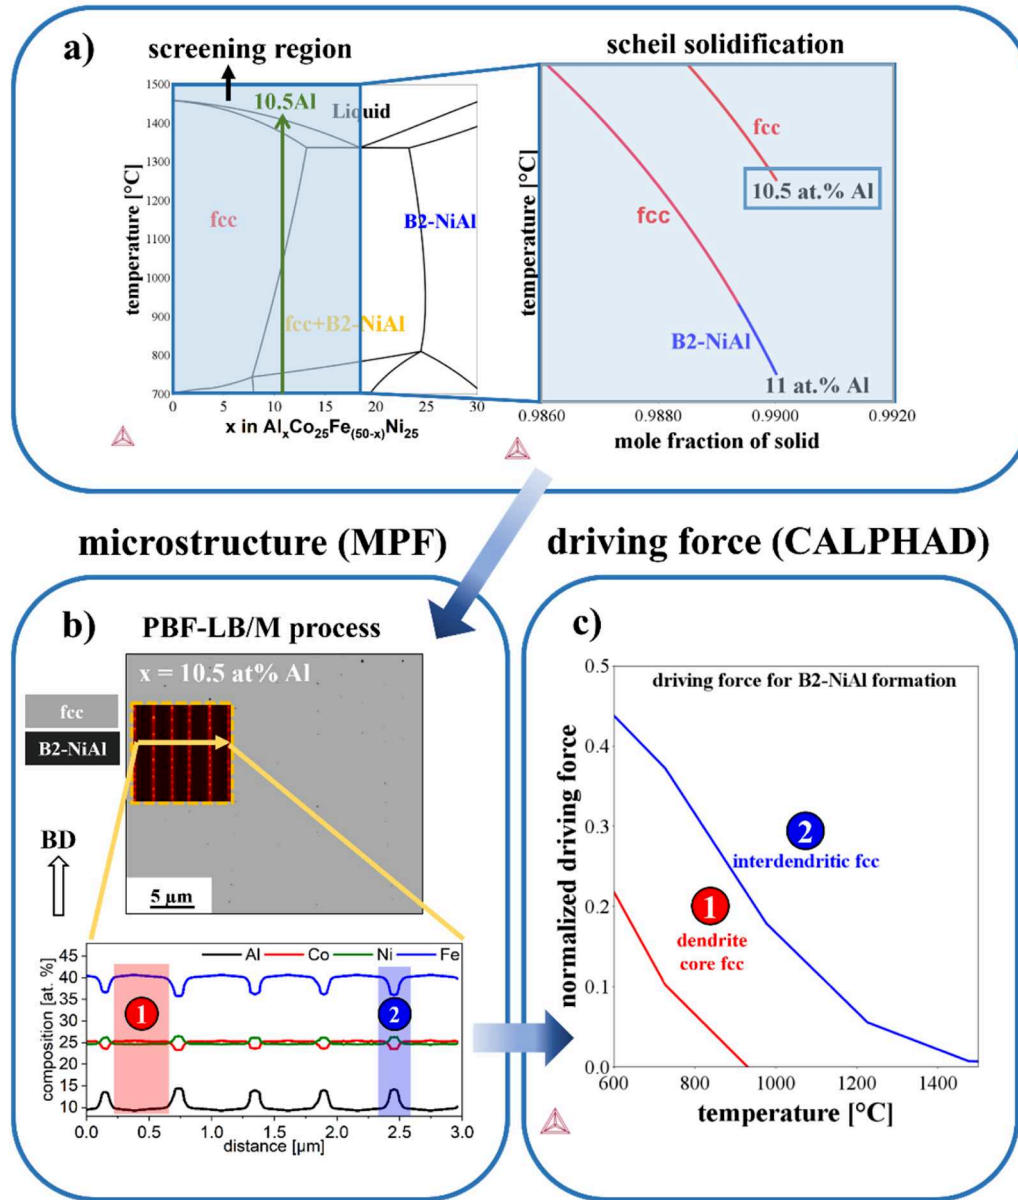 a)
screening region
scheil solidification
1500
1400
1300
1200
1100
1000
900
800
700
temperature [°C]
10.5Al
Liquid
fcc
B2-NiAl
fcc+B2-NiAl
0
5
10
15
20
25
30
x in AlₓCo₂₅Fe₍₅₀₋ₓ₎Ni₂₅
temperature [°C]
fcc
10.5 at.% Al
fcc
B2-NiAl
11 at.% Al
0.9860
0.9880
0.9900
0.9920
mole fraction of solid
microstructure (MPF)
driving force (CALPHAD)
b)
PBF-LB/M process
x = 10.5 at% Al
fcc
B2-NiAl
BD
5 µm
Al Co Ni Fe
45
40
35
30
25
20
15
10
composition [at. %]
1
2
0.0
0.5
1.0
1.5
2.0
2.5
3.0
distance [µm]
c)
driving force for B2-NiAl formation
0.5
0.4
0.3
0.2
0.1
0.0
normalized driving force
2
interdendritic fcc
1
dendrite
core fcc
600
800
1000
1200
1400
temperature [°C]